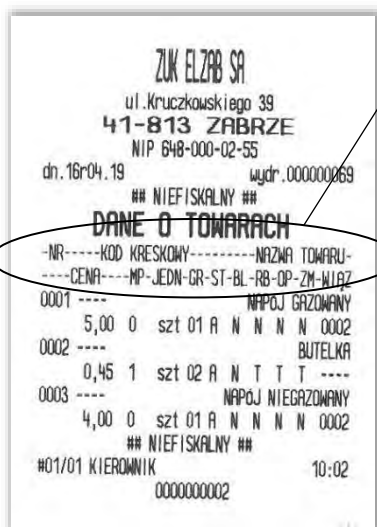 ZUK ELZAB SA
ul.Kruczkowskiego 39
41-813 ZABRZE
NIP 648-000-02-55
dn.16r04.19 wydr.000000069
## NIEFISKALNY ##
DANE O TOWARACH
-NR-----KOD KRESKOWY---------NAZWA TOWARU-
----CENA----MP-JEDN-GR-ST-BL-RB-OP-ZM-WIĄZ
0001 ---- NAPÓJ GAZOWANY
5,00 0 szt 01 A N N N N 0002
0002 ---- BUTELKA
0,45 1 szt 02 A N T T T ----
0003 ---- NAPÓJ NIEGAZOWANY
4,00 0 szt 01 A N N N N 0002
## NIEFISKALNY ##
#01/01 KIEROWNIK 10:02
0000000002